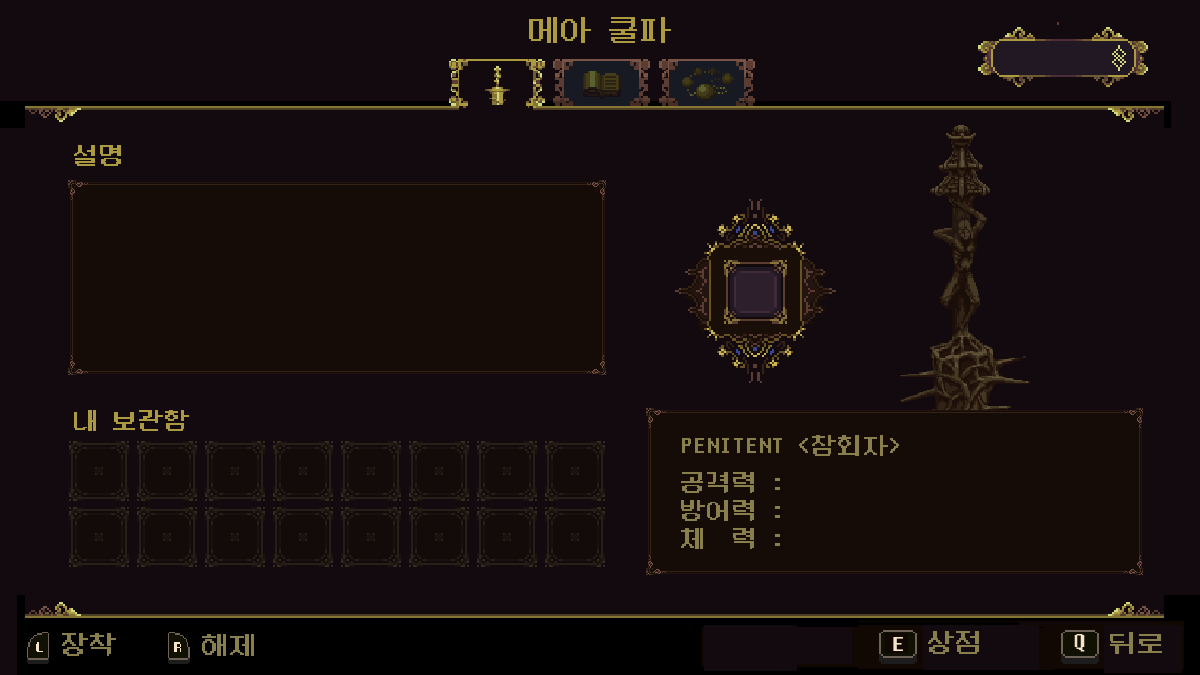 메아 쿨파
설명
내 보관함
PENITENT <참회자>
공격력 :
방어력 :
체 력 :
L 장착 R 해제 E 상점 Q 뒤로